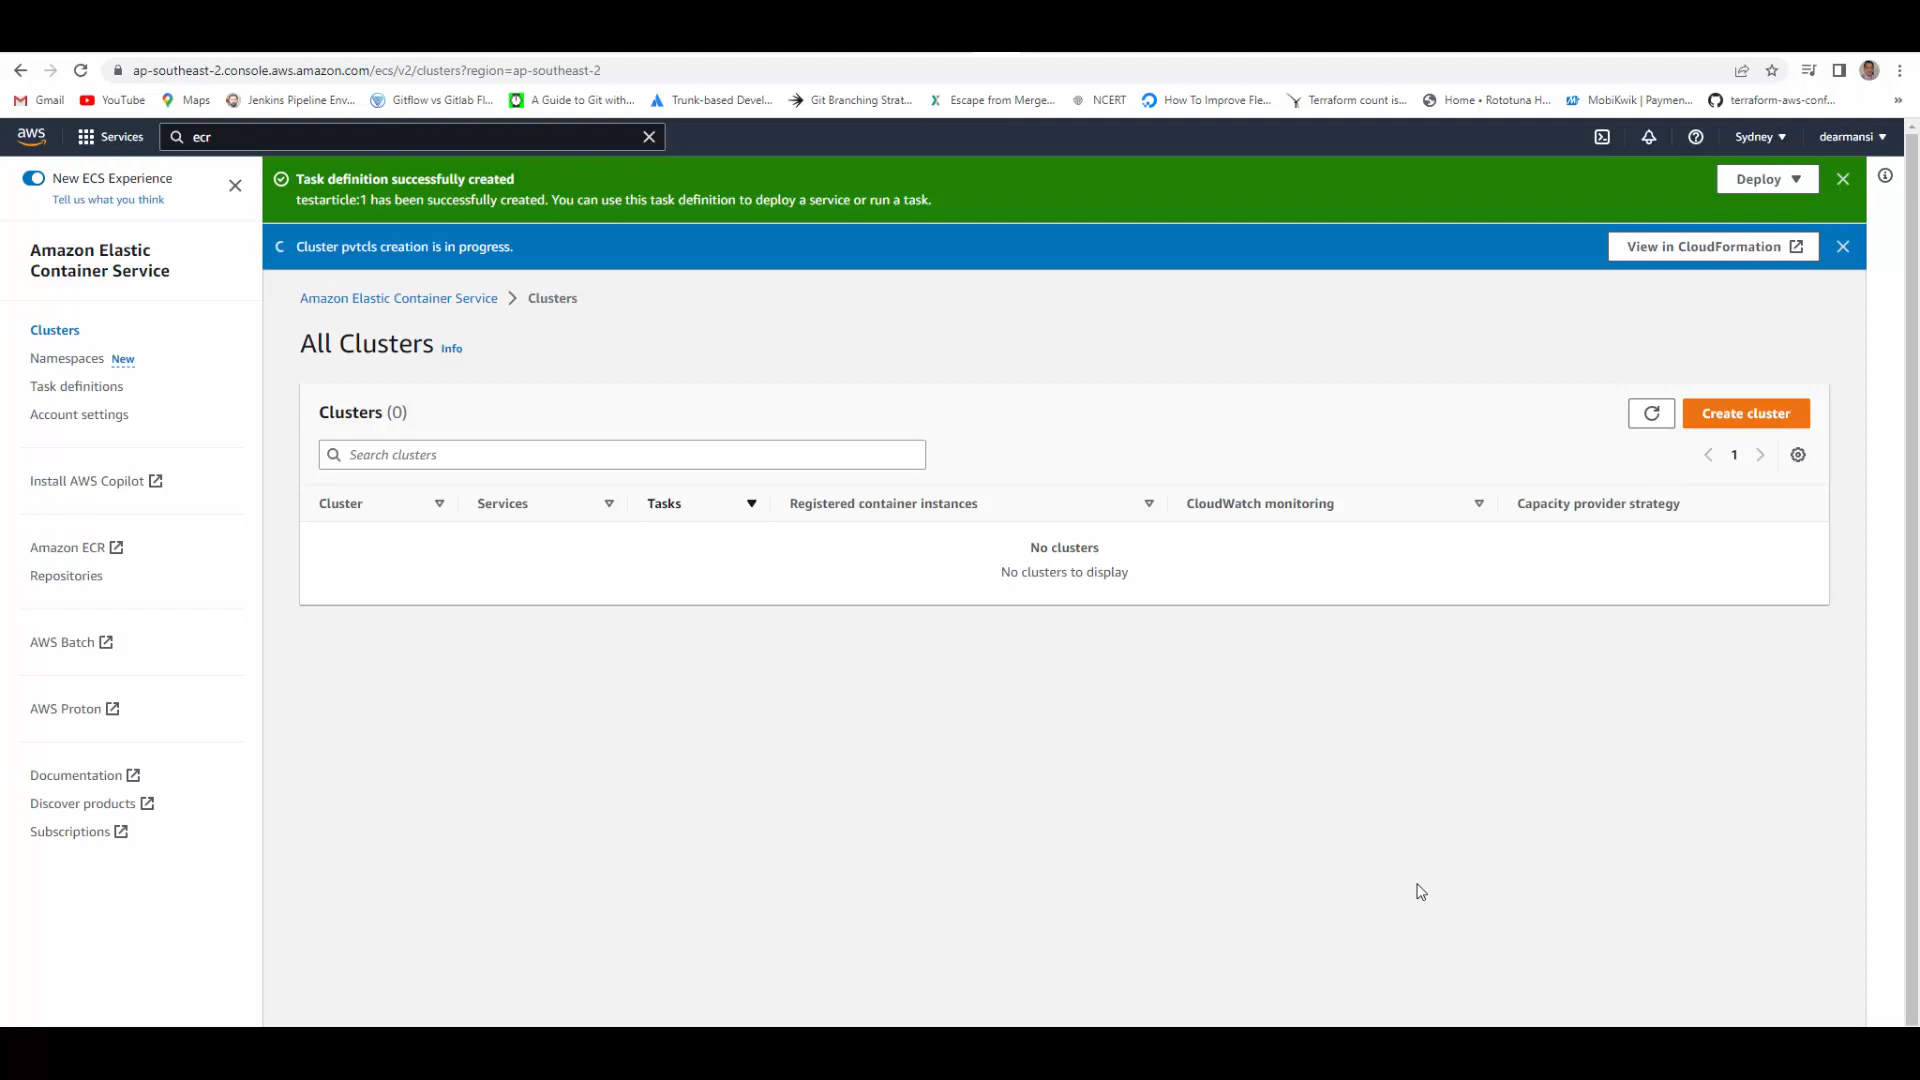 ap-southeast-2.console.aws.amazon.com/ecs/v2/clusters?region=ap-southeast-2
Gmail YouTube Maps Jenkins Pipeline Env... Gitflow vs Gitlab Fl... A Guide to Git with... Trunk-based Devel... Git Branching Strat... Escape from Merge... NCERT How To Improve Fle... Terraform count is... Home • Rototuna H... MobiKwik | Paymen... terraform-aws-conf... »
aws Services ecr Sydney dearmansi
New ECS Experience
Tell us what you think
Task definition successfully created
testarticle:1 has been successfully created. You can use this task definition to deploy a service or run a task.
Deploy
Cluster pvtcls creation is in progress.
View in CloudFormation
Amazon Elastic
Container Service
Clusters
Namespaces New
Task definitions
Account settings
Install AWS Copilot
Amazon ECR
Repositories
AWS Batch
AWS Proton
Documentation
Discover products
Subscriptions
Amazon Elastic Container Service Clusters
All Clusters Info
Clusters (0)
Create cluster
Search clusters
1
Cluster Services Tasks Registered container instances CloudWatch monitoring Capacity provider strategy
No clusters
No clusters to display